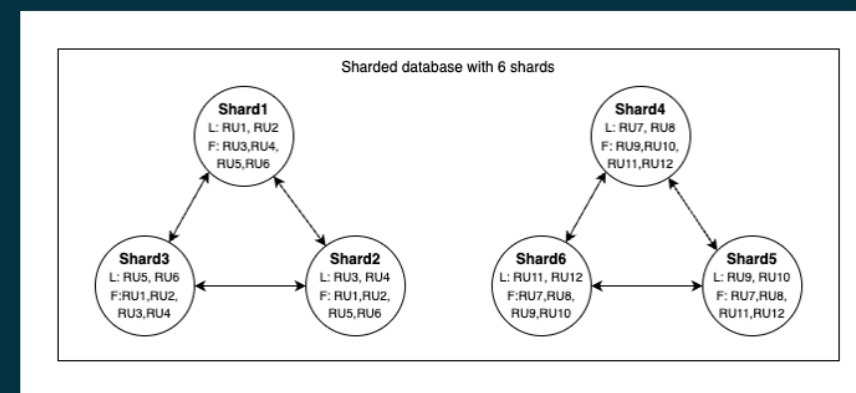 Sharded database with 6 shards
Shard1
L: RU1, RU2
F: RU3,RU4,
RU5,RU6
Shard4
L: RU7, RU8
F: RU9,RU10,
RU11,RU12
Shard3
L: RU5, RU6
F:RU1,RU2,
RU3,RU4
Shard2
L: RU3, RU4
F: RU1,RU2,
RU5,RU6
Shard6
L: RU11, RU12
F:RU7,RU8,
RU9,RU10
Shard5
L: RU9, RU10
F: RU7,RU8,
RU11,RU12